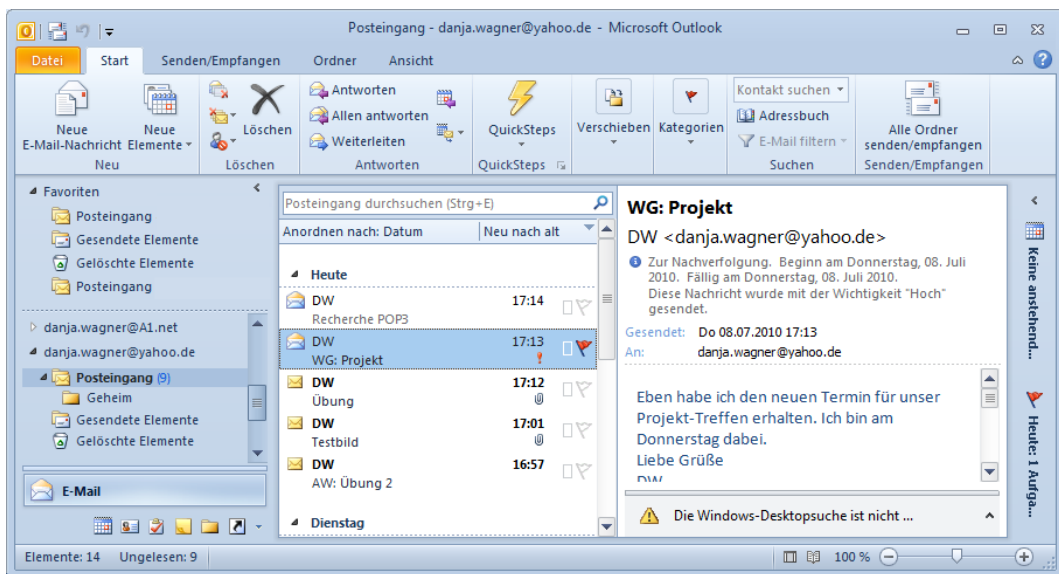 Posteingang - danja.wagner@yahoo.de - Microsoft Outlook
Datei Start Senden/Empfangen Ordner Ansicht
Neue E-Mail-Nachricht
Neue Elemente
Neu
Löschen
Löschen
Antworten
Allen antworten
Weiterleiten
Antworten
QuickSteps
QuickSteps
Verschieben
Kategorien
Kontakt suchen
Adressbuch
E-Mail filtern
Suchen
Alle Ordner
senden/empfangen
Senden/Empfangen
Favoriten
Posteingang
Gesendete Elemente
Gelöschte Elemente
Posteingang
danja.wagner@A1.net
danja.wagner@yahoo.de
Posteingang (9)
Geheim
Gesendete Elemente
Gelöschte Elemente
E-Mail
Posteingang durchsuchen (Strg+E)
Anordnen nach: Datum Neu nach alt
Heute
DW 17:14
Recherche POP3
DW 17:13
WG: Projekt
DW 17:12
Übung
DW 17:01
Testbild
DW 16:57
AW: Übung 2
Dienstag
WG: Projekt
DW <danja.wagner@yahoo.de>
Zur Nachverfolgung. Beginn am Donnerstag, 08. Juli
2010. Fällig am Donnerstag, 08. Juli 2010.
Diese Nachricht wurde mit der Wichtigkeit "Hoch"
gesendet.
Gesendet: Do 08.07.2010 17:13
An: danja.wagner@yahoo.de
Eben habe ich den neuen Termin für unser
Projekt-Treffen erhalten. Ich bin am
Donnerstag dabei.
Liebe Grüße
DW
Die Windows-Desktopsuche ist nicht ...
Keine anstehend...
Heute: 1 Aufga...
Elemente: 14 Ungelesen: 9
100 %